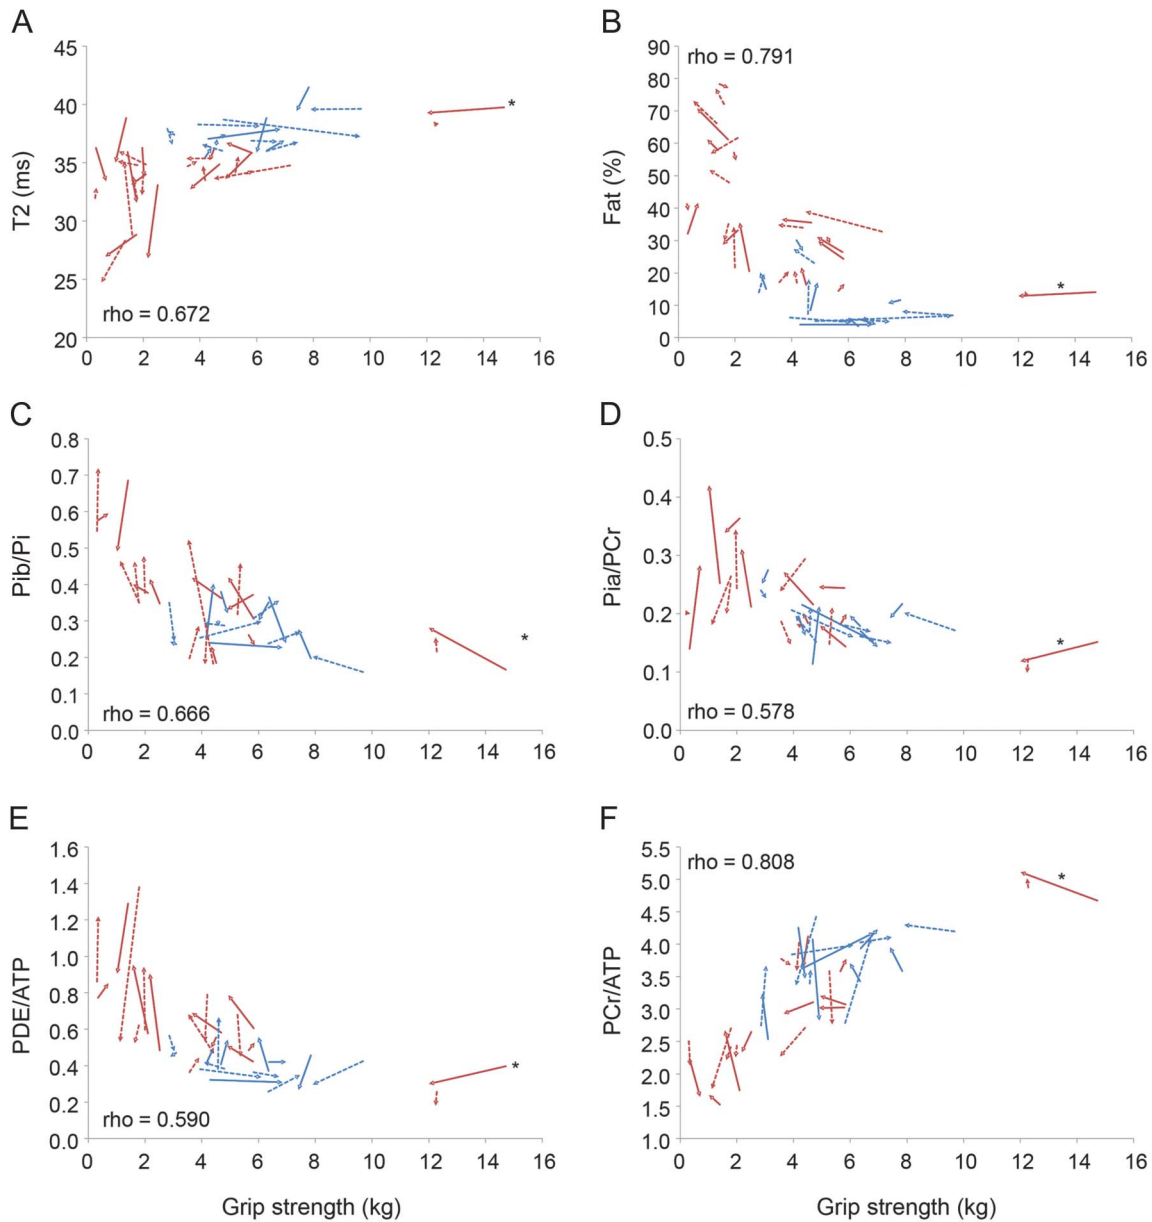 A
T2 (ms)
45
40
35
30
25
20
0 2 4 6 8 10 12 14 16
*
rho = 0.672
B
Fat (%)
90
80
70
60
50
40
30
20
10
0
0 2 4 6 8 10 12 14 16
rho = 0.791
*
C
Pib/Pi
0.8
0.7
0.6
0.5
0.4
0.3
0.2
0.1
0.0
0 2 4 6 8 10 12 14 16
*
rho = 0.666
D
Pia/PCr
0.5
0.4
0.3
0.2
0.1
0.0
0 2 4 6 8 10 12 14 16
*
rho = 0.578
E
PDE/ATP
1.6
1.4
1.2
1.0
0.8
0.6
0.4
0.2
0.0
0 2 4 6 8 10 12 14 16
*
rho = 0.590
Grip strength (kg)
F
PCr/ATP
5.5
5.0
4.5
4.0
3.5
3.0
2.5
2.0
1.5
1.0
0 2 4 6 8 10 12 14 16
rho = 0.808
*
Grip strength (kg)